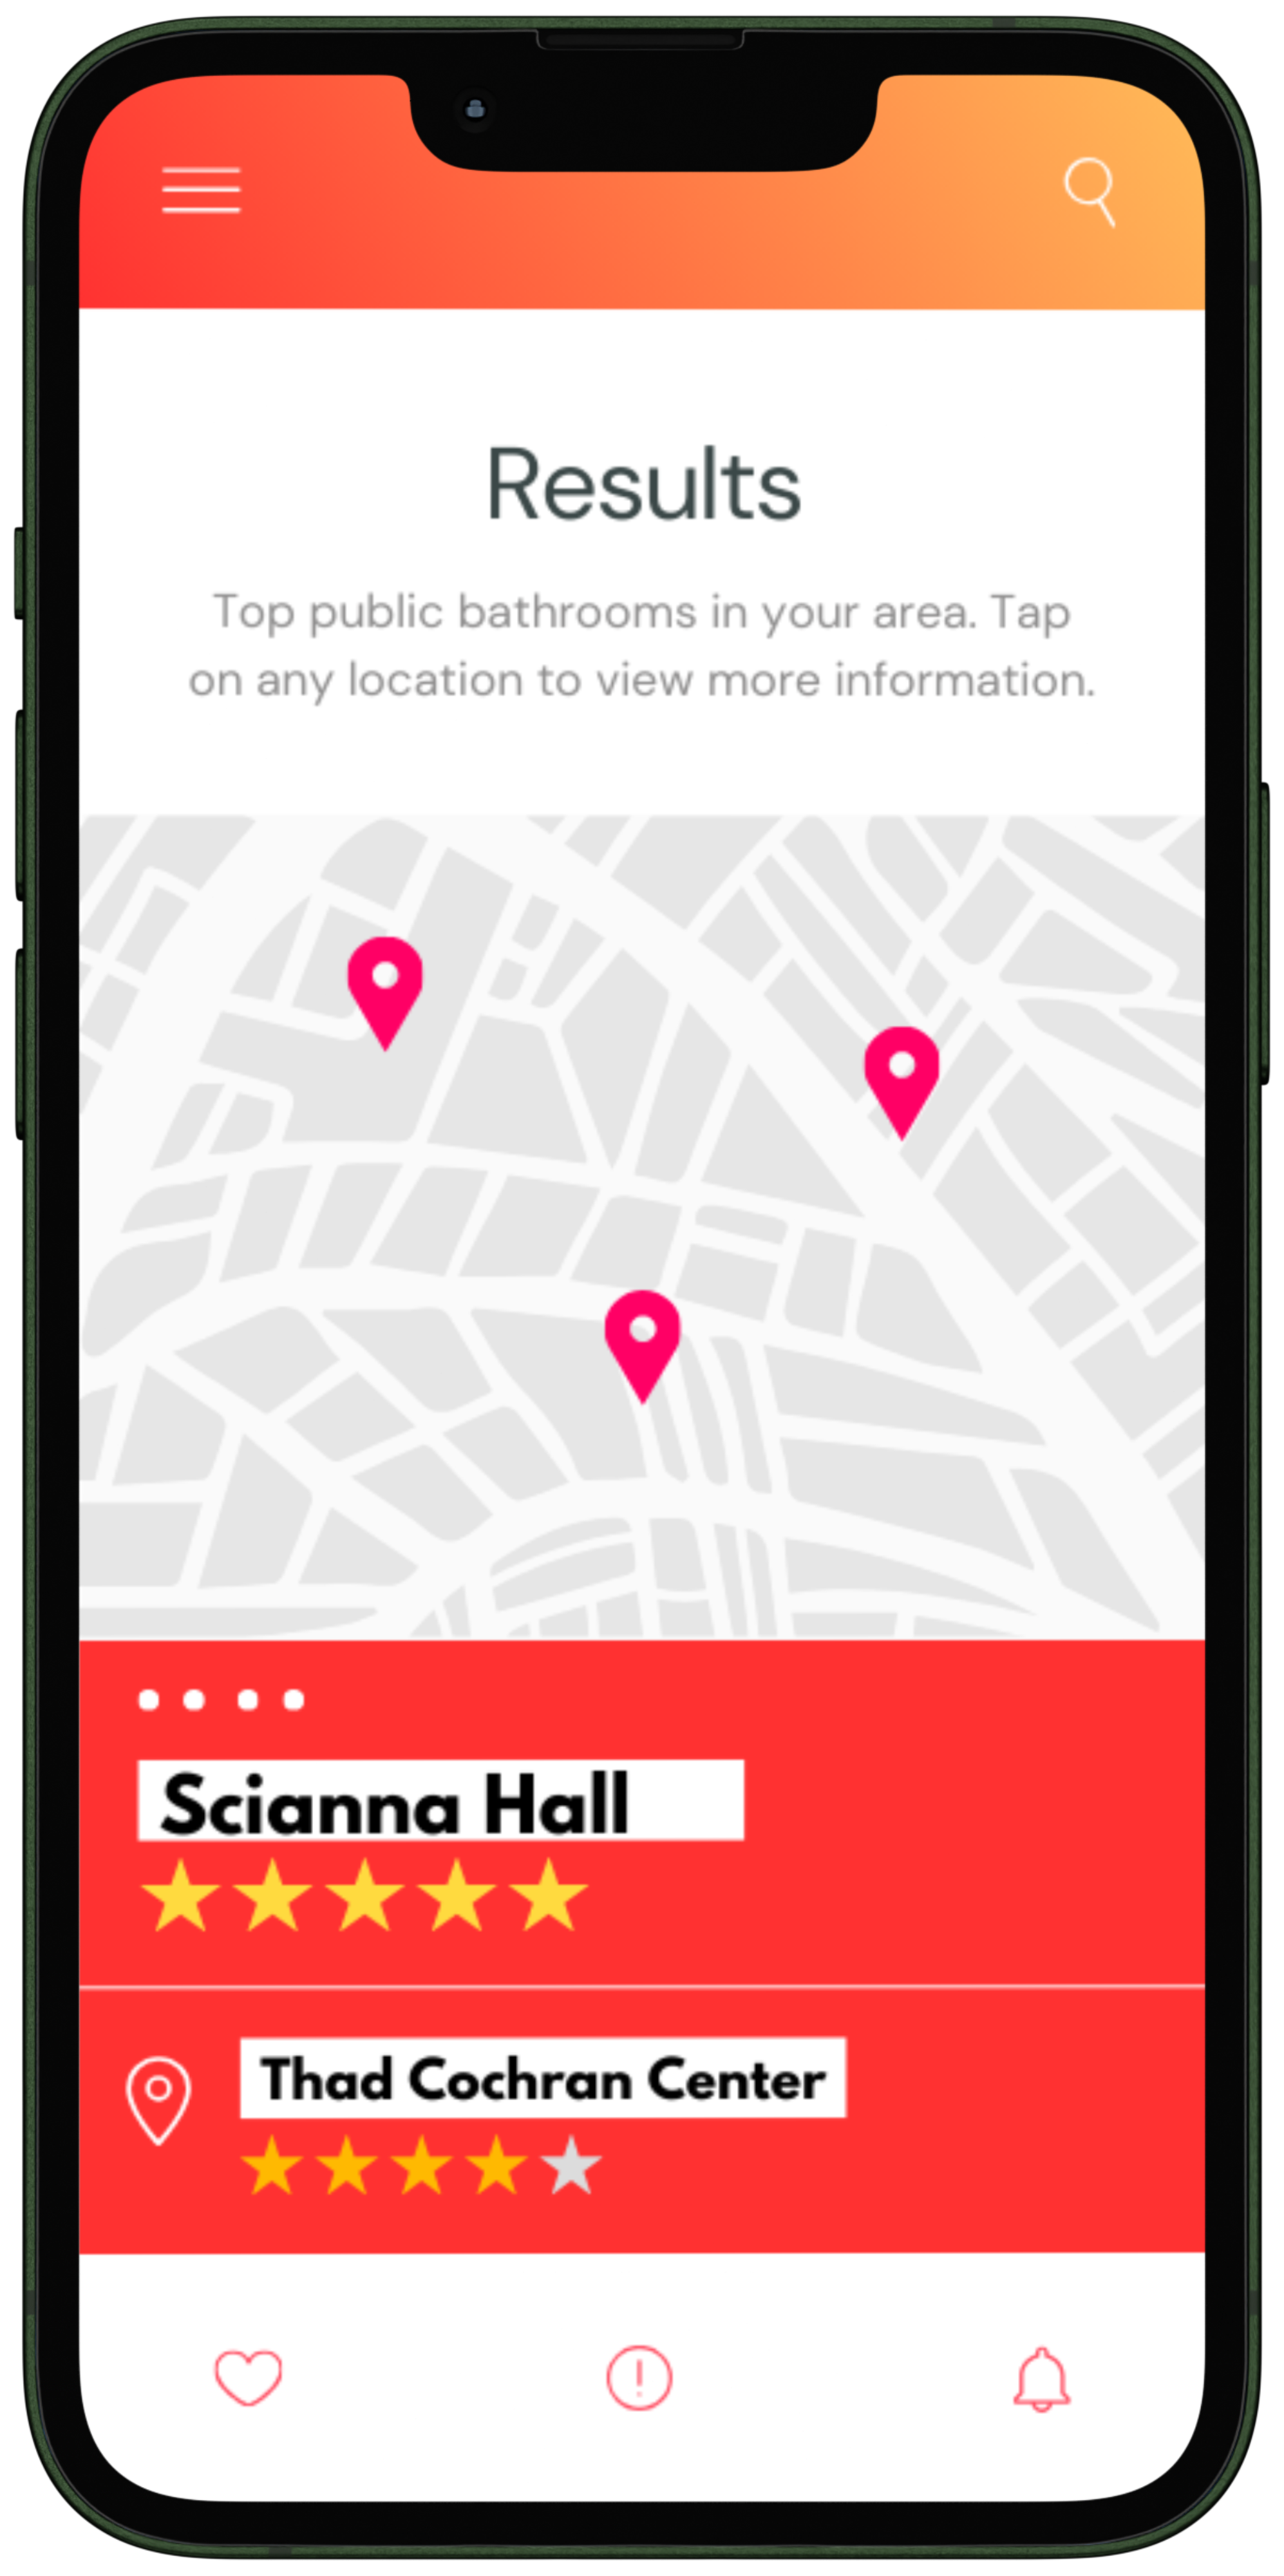 Results
Top public bathrooms in your area. Tap
on any location to view more information.
Scianna Hall
Thad Cochran Center